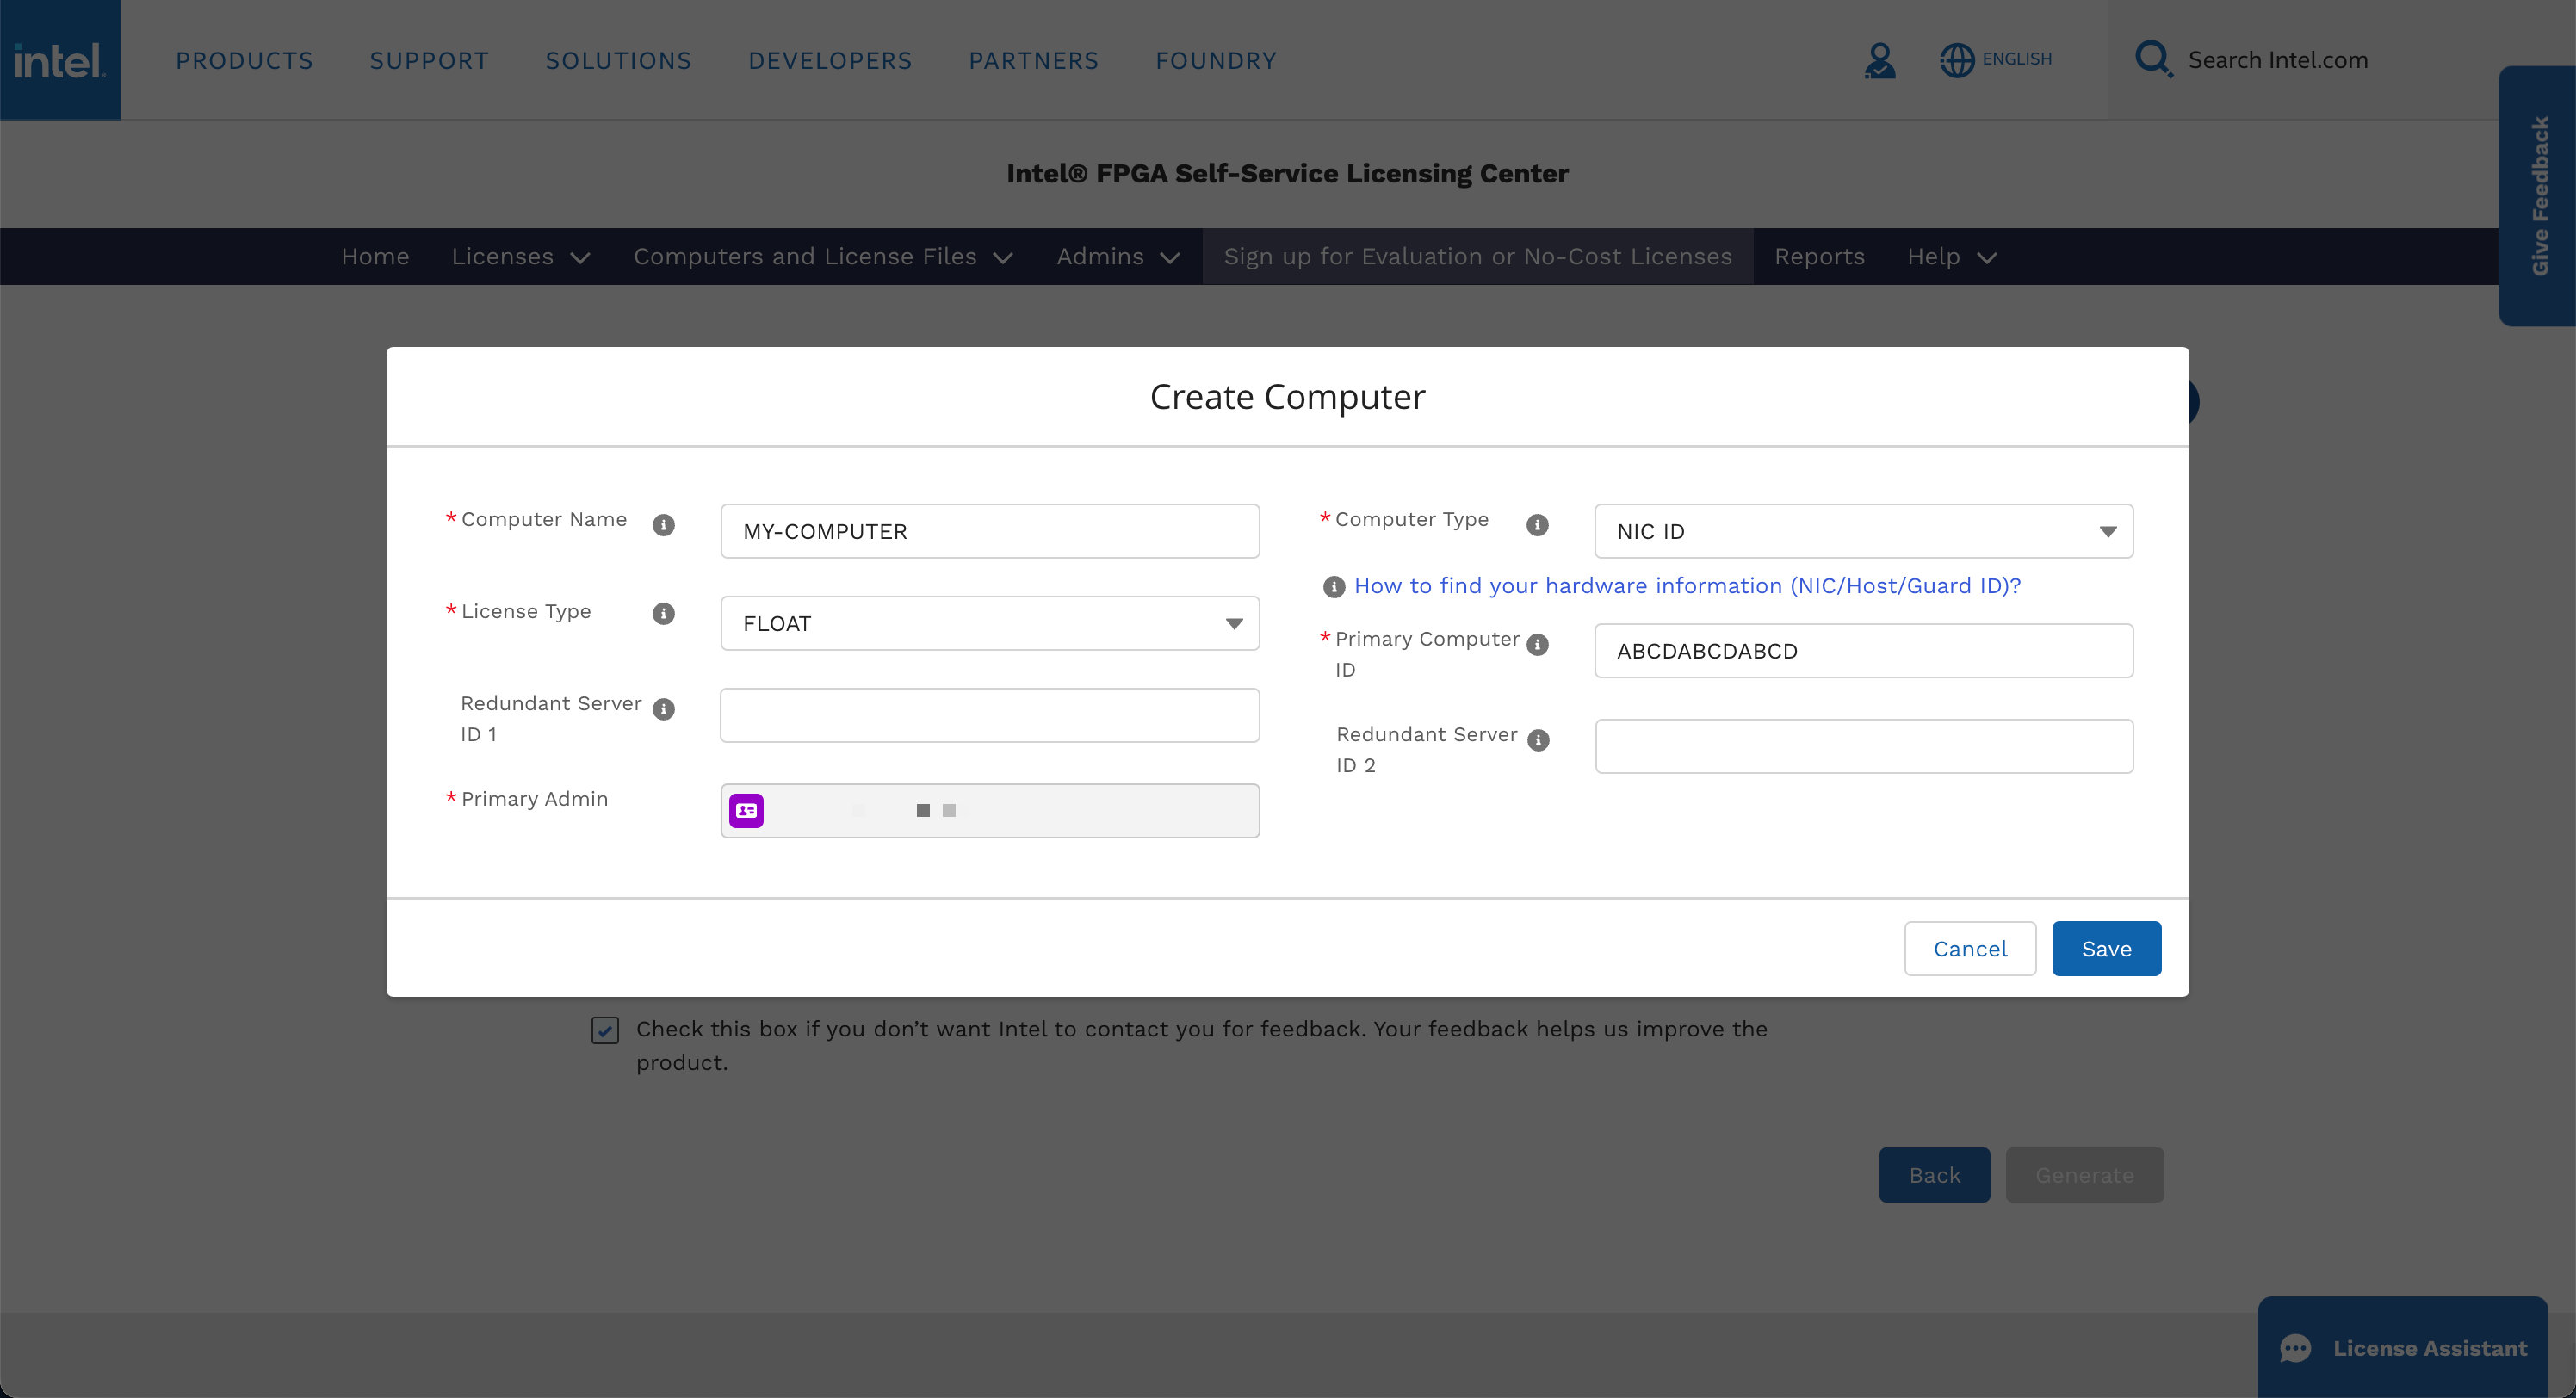 intel.
PRODUCTS SUPPORT SOLUTIONS DEVELOPERS PARTNERS FOUNDRY
ENGLISH
Search Intel.com
Give Feedback
Intel® FPGA Self-Service Licensing Center
Home Licenses Computers and License Files Admins Sign up for Evaluation or No-Cost Licenses Reports Help
Create Computer
* Computer Name
MY-COMPUTER
* Computer Type
NIC ID
How to find your hardware information (NIC/Host/Guard ID)?
* License Type
FLOAT
* Primary Computer
ID
ABCDABCDABCD
Redundant Server
ID 1
Redundant Server
ID 2
* Primary Admin
Cancel Save
Check this box if you don’t want Intel to contact you for feedback. Your feedback helps us improve the
product.
Back Generate
License Assistant